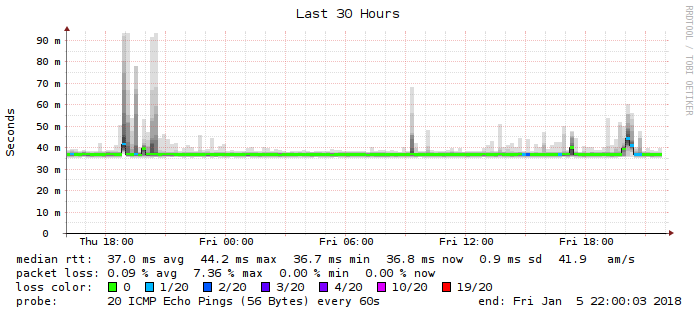 Last 30 Hours
RRDTOOL / TOBI OETIKER
Seconds
90 m
80 m
70 m
60 m
50 m
40 m
30 m
20 m
10 m
0
Thu 18:00 Fri 00:00 Fri 06:00 Fri 12:00 Fri 18:00
median rtt: 37.0 ms avg 44.2 ms max 36.7 ms min 36.8 ms now 0.9 ms sd 41.9 am/s
packet loss: 0.09 % avg 7.36 % max 0.00 % min 0.00 % now
loss color: 0 1/20 2/20 3/20 4/20 10/20 19/20
probe: 20 ICMP Echo Pings (56 Bytes) every 60s end: Fri Jan 5 22:00:03 2018